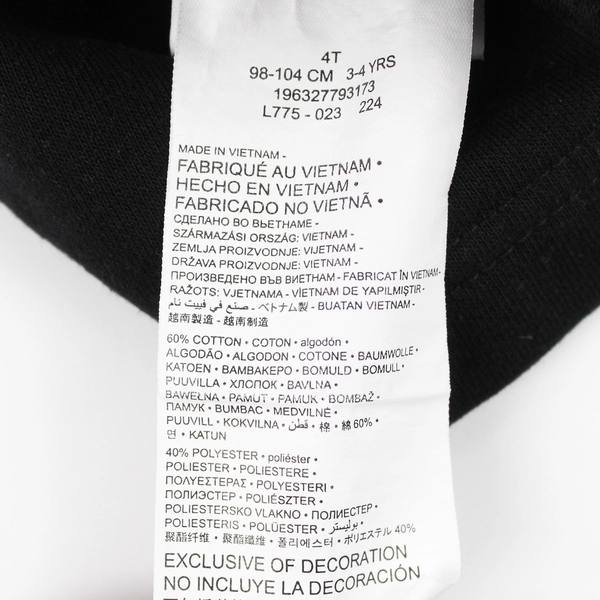 4T
98-104 CM 3-4 YRS
196327793173
L775 - 023 224
MADE IN VIETNAM -
FABRIQUÉ AU VIETNAM •
HECHO EN VIETNAM •
FABRICADO NO VIETNÃ •
СДЕЛАНО ВО ВЬЕТНАМЕ -
SZÁRMAZÁSI ORSZÁG: VIETNAM -
ZEMLJA PROIZVODNJE: VIJETNAM -
DRŽAVA PROIZVODNJE: VIETNAM -
ПРОИЗВЕДЕНО ВЪВ ВИЕТНАМ - FABRICAT ÎN VIETNAM -
RAŽOTS: VJETNAMA - VİETNAM DE YAPILMIŞTIR -
صنع في فييت نام - ベトナム製 - BUATAN VIETNAM -
越南製造 - 越南制造
60% COTTON • COTON • algodón •
ALGODÃO • ALGODON • COTONE • BAUMWOLLE •
KATOEN • BAMBAKEPO • BOMULD • BOMULL •
PUUVILLA • ХЛОПОК • BAVLNA •
BAWEŁNA • PAMUT • PAMUK • BOMBAŽ •
ПАМУК • BUMBAC • MEDVILNĖ •
PUUVILL • KOKVILNA • قطن • 棉 • 綿 60% •
면 • KATUN
40% POLYESTER • poliéster •
POLIESTER • POLIESTERE •
ΠΟΛΥΕΣΤΕΡΑΣ • POLYESTERI •
ПОЛИЭСТЕР • POLIÉSZTER •
POLIESTERSKO VLAKNO • ПОЛИЕСТЕР •
POLIESTERIS • POLÜESTER • بوليستر •
聚酯纖維 • 聚酯纤维 • 폴리에스터 • ポリエステル 40%
EXCLUSIVE OF DECORATION
NO INCLUYE LA DECORACIÓN